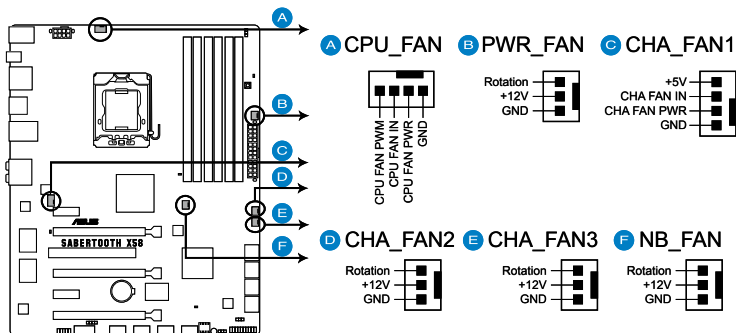 A
B
C
D
E
F
ASUS
SABERTOOTH X58
A CPU_FAN
CPU FAN PWM
CPU FAN IN
CPU FAN PWR
GND
B PWR_FAN
Rotation
+12V
GND
C CHA_FAN1
+5V
CHA FAN IN
CHA FAN PWR
GND
D CHA_FAN2
Rotation
+12V
GND
E CHA_FAN3
Rotation
+12V
GND
F NB_FAN
Rotation
+12V
GND